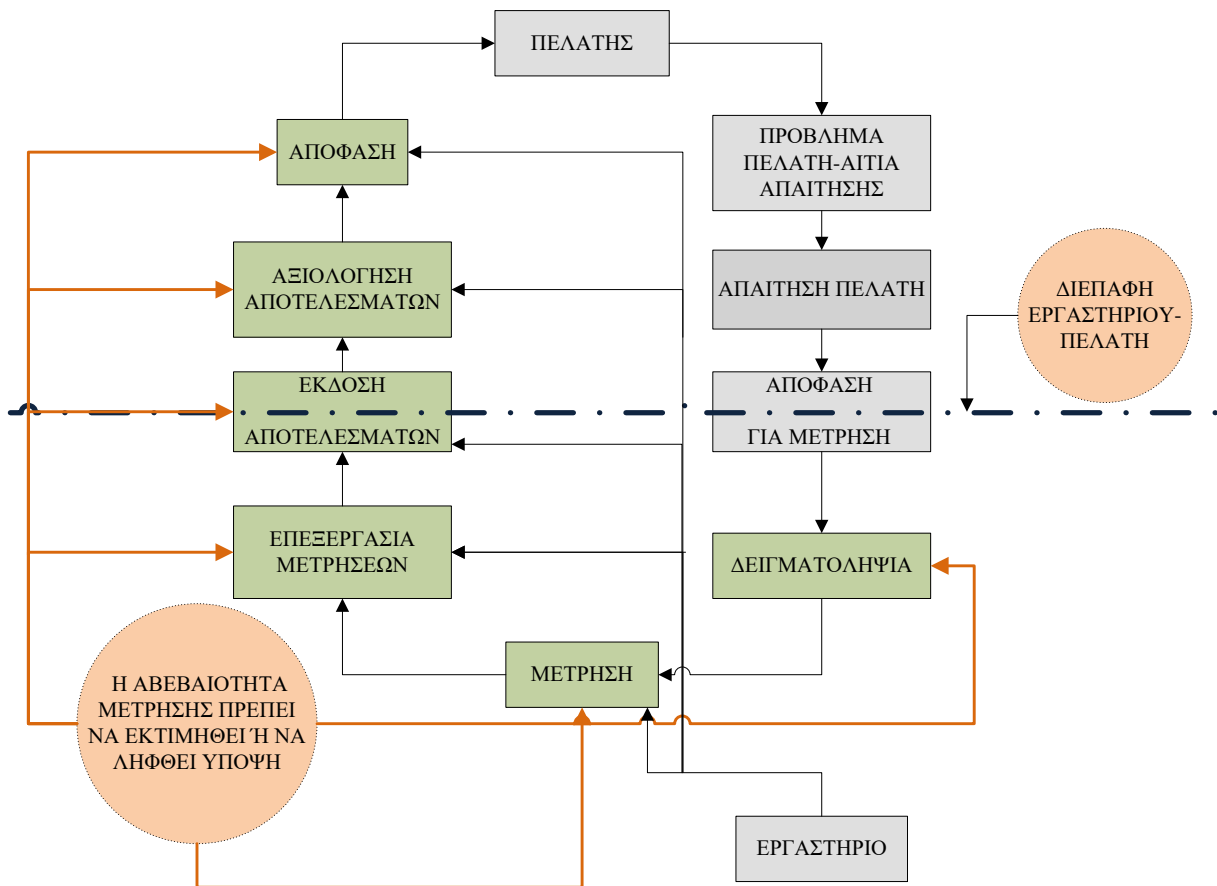 ΠΕΛΑΤΗΣ
ΠΡΟΒΛΗΜΑ
ΠΕΛΑΤΗ-ΑΙΤΙΑ
ΑΠΑΙΤΗΣΗΣ
ΑΠΟΦΑΣΗ
ΑΞΙΟΛΟΓΗΣΗ
ΑΠΟΤΕΛΕΣΜΑΤΩΝ
ΑΠΑΙΤΗΣΗ ΠΕΛΑΤΗ
ΔΙΕΠΑΦΗ
ΕΡΓΑΣΤΗΡΙΟΥ-
ΠΕΛΑΤΗ
ΕΚΔΟΣΗ
ΑΠΟΤΕΛΕΣΜΑΤΩΝ
ΑΠΟΦΑΣΗ
ΓΙΑ ΜΕΤΡΗΣΗ
ΕΠΕΞΕΡΓΑΣΙΑ
ΜΕΤΡΗΣΕΩΝ
ΔΕΙΓΜΑΤΟΛΗΨΙΑ
ΜΕΤΡΗΣΗ
Η ΑΒΕΒΑΙΟΤΗΤΑ
ΜΕΤΡΗΣΗΣ ΠΡΕΠΕΙ
ΝΑ ΕΚΤΙΜΗΘΕΙ Ή ΝΑ
ΛΗΦΘΕΙ ΥΠΟΨΗ
ΕΡΓΑΣΤΗΡΙΟ